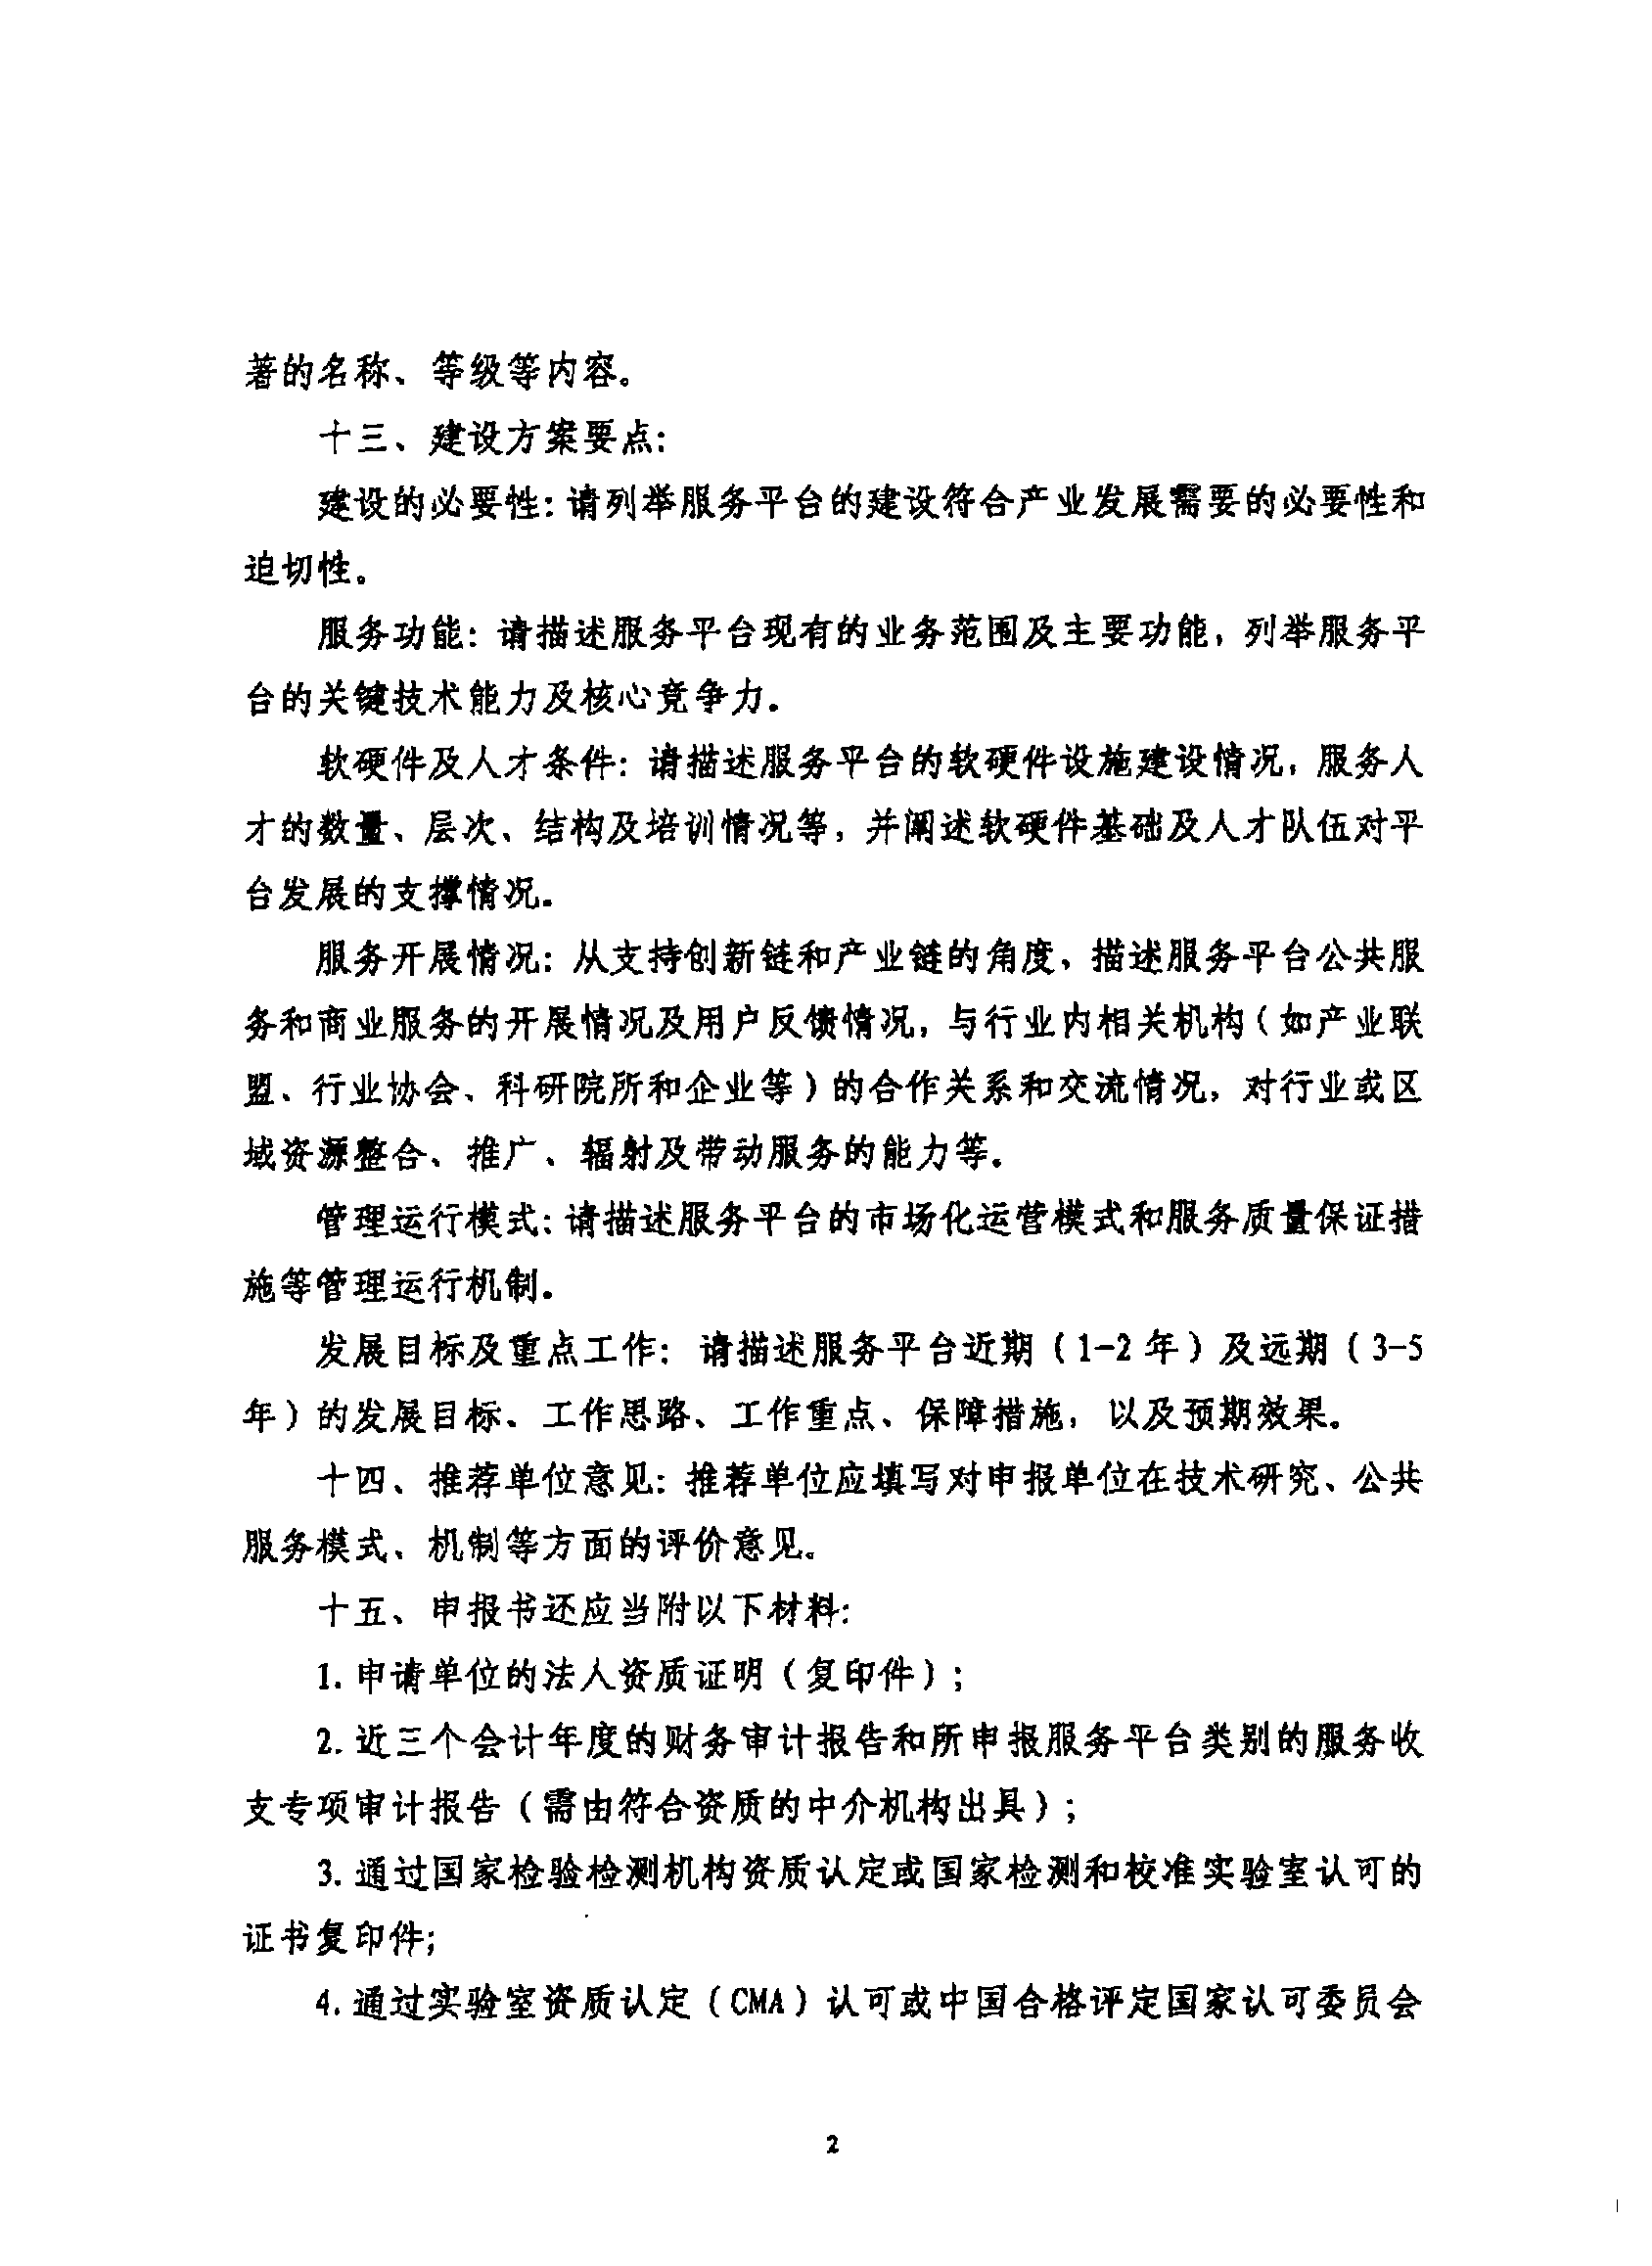 著的名称、等级等内容。
十三、建设方案要点:
建设的必要性:请列举服务平台的建设符合产业发展需要的必要性和
迫切性。
服务功能:请描述服务平台现有的业务范围及主要功能,列举服务平
台的关键技术能力及核心竞争力。
软硬件及人才条件:请描述服务平台的软硬件设施建设情况,服务人
才的数量、层次、结构及培训情况等,并阐述软硬件基础及人才队伍对平
台发展的支撑情况。
服务开展情况:从支持创新链和产业链的角度、描述服务平台公共服
务和商业服务的开展情况及用户反馈情况,与行业内相关机构(如产业联
盟、行业协会、科研院所和企业等)的合作关系和交流情况,对行业或区
域资源整合、推广、辐射及带动服务的能力等。
管理运行模式:请描述服务平台的市场化运营模式和服务质量保证措
施等管理运行机制。
发展目标及重点工作:请描述服务平台近期(1-2年)及远期(3-5
年)的发展目标、工作思路、工作重点、保障措施,以及预期效果。
十四、推荐单位意见:推荐单位应填写对申报单位在技术研究、公共
服务模式、机制等方面的评价意见。
十五、申报书还应当附以下材料:
1.申请单位的法人资质证明(复印件);
2.近三个会计年度的财务审计报告和所申报服务平台类别的服务收
支专项审计报告(需由符合资质的中介机构出具);
3.通过国家检验检测机构资质认定或国家检测和校准实验室认可的
证书复印件;
4.通过实验室资质认定(CMA)认可或中国合格评定国家认可委员会
2